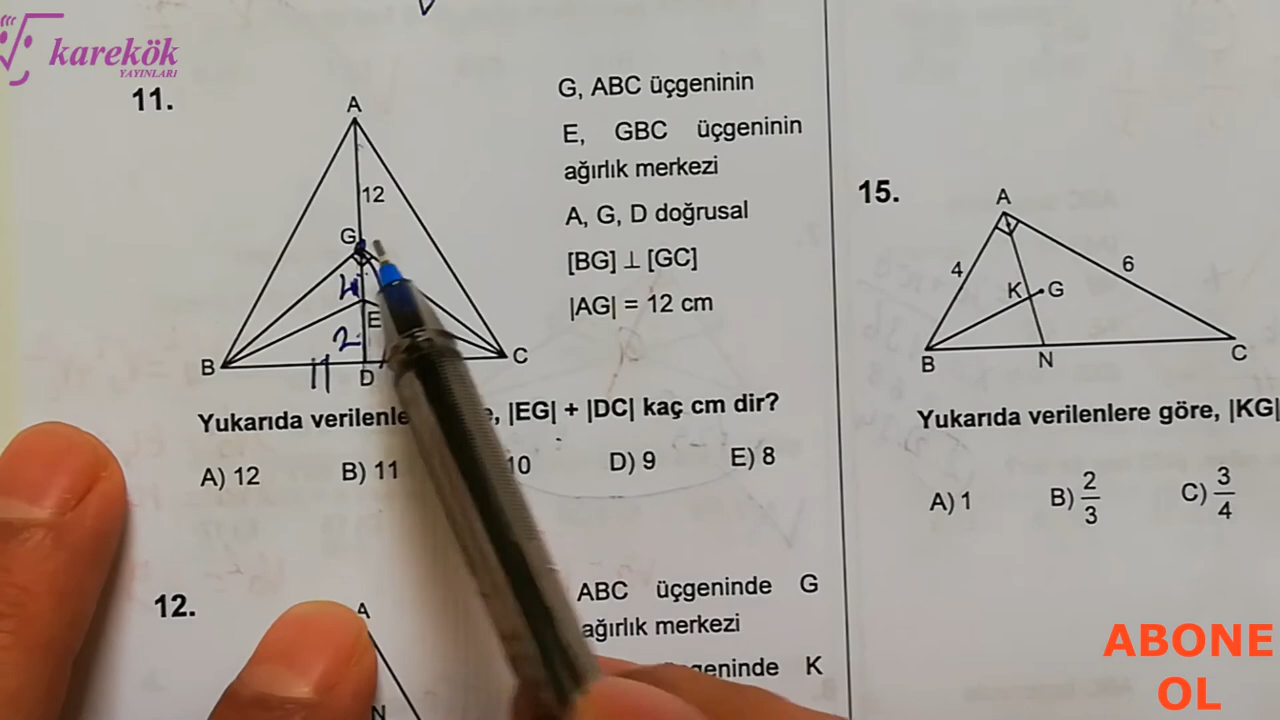 karekök
YAYINLARI
11.
A
12
G
4
E
2
B
D
C
G, ABC üçgeninin
E, GBC üçgeninin
ağırlık merkezi
A, G, D doğrusal
[BG] ⊥ [GC]
|AG| = 12 cm
Yukarıda verilenle e, |EG| + |DC| kaç cm dir?
A) 12 B) 11 10 D) 9 E) 8
12.
A
N
ABC üçgeninde G
ağırlık merkezi
geninde K
15.
A
4
6
K
G
B
N
C
Yukarıda verilenlere göre, |KG|
A) 1 B) 2/3 C) 3/4
ABONE
OL